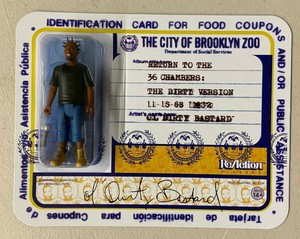 IDENTIFICATION CARD FOR FOOD COUPONS AND/OR PUBLIC ASSISTANCE
THE CITY OF BROOKLYN ZOO
Department of Social Services
RETURN TO THE
36 CHAMBERS:
THE DIRTY VERSION
11-15-68
OL DIRTY BASTARD
ReAction
FIGURES
ol Dirty Bastard
Tarjeta de Identificación para Cupones de
Alimentos y/o Asistencia Pública